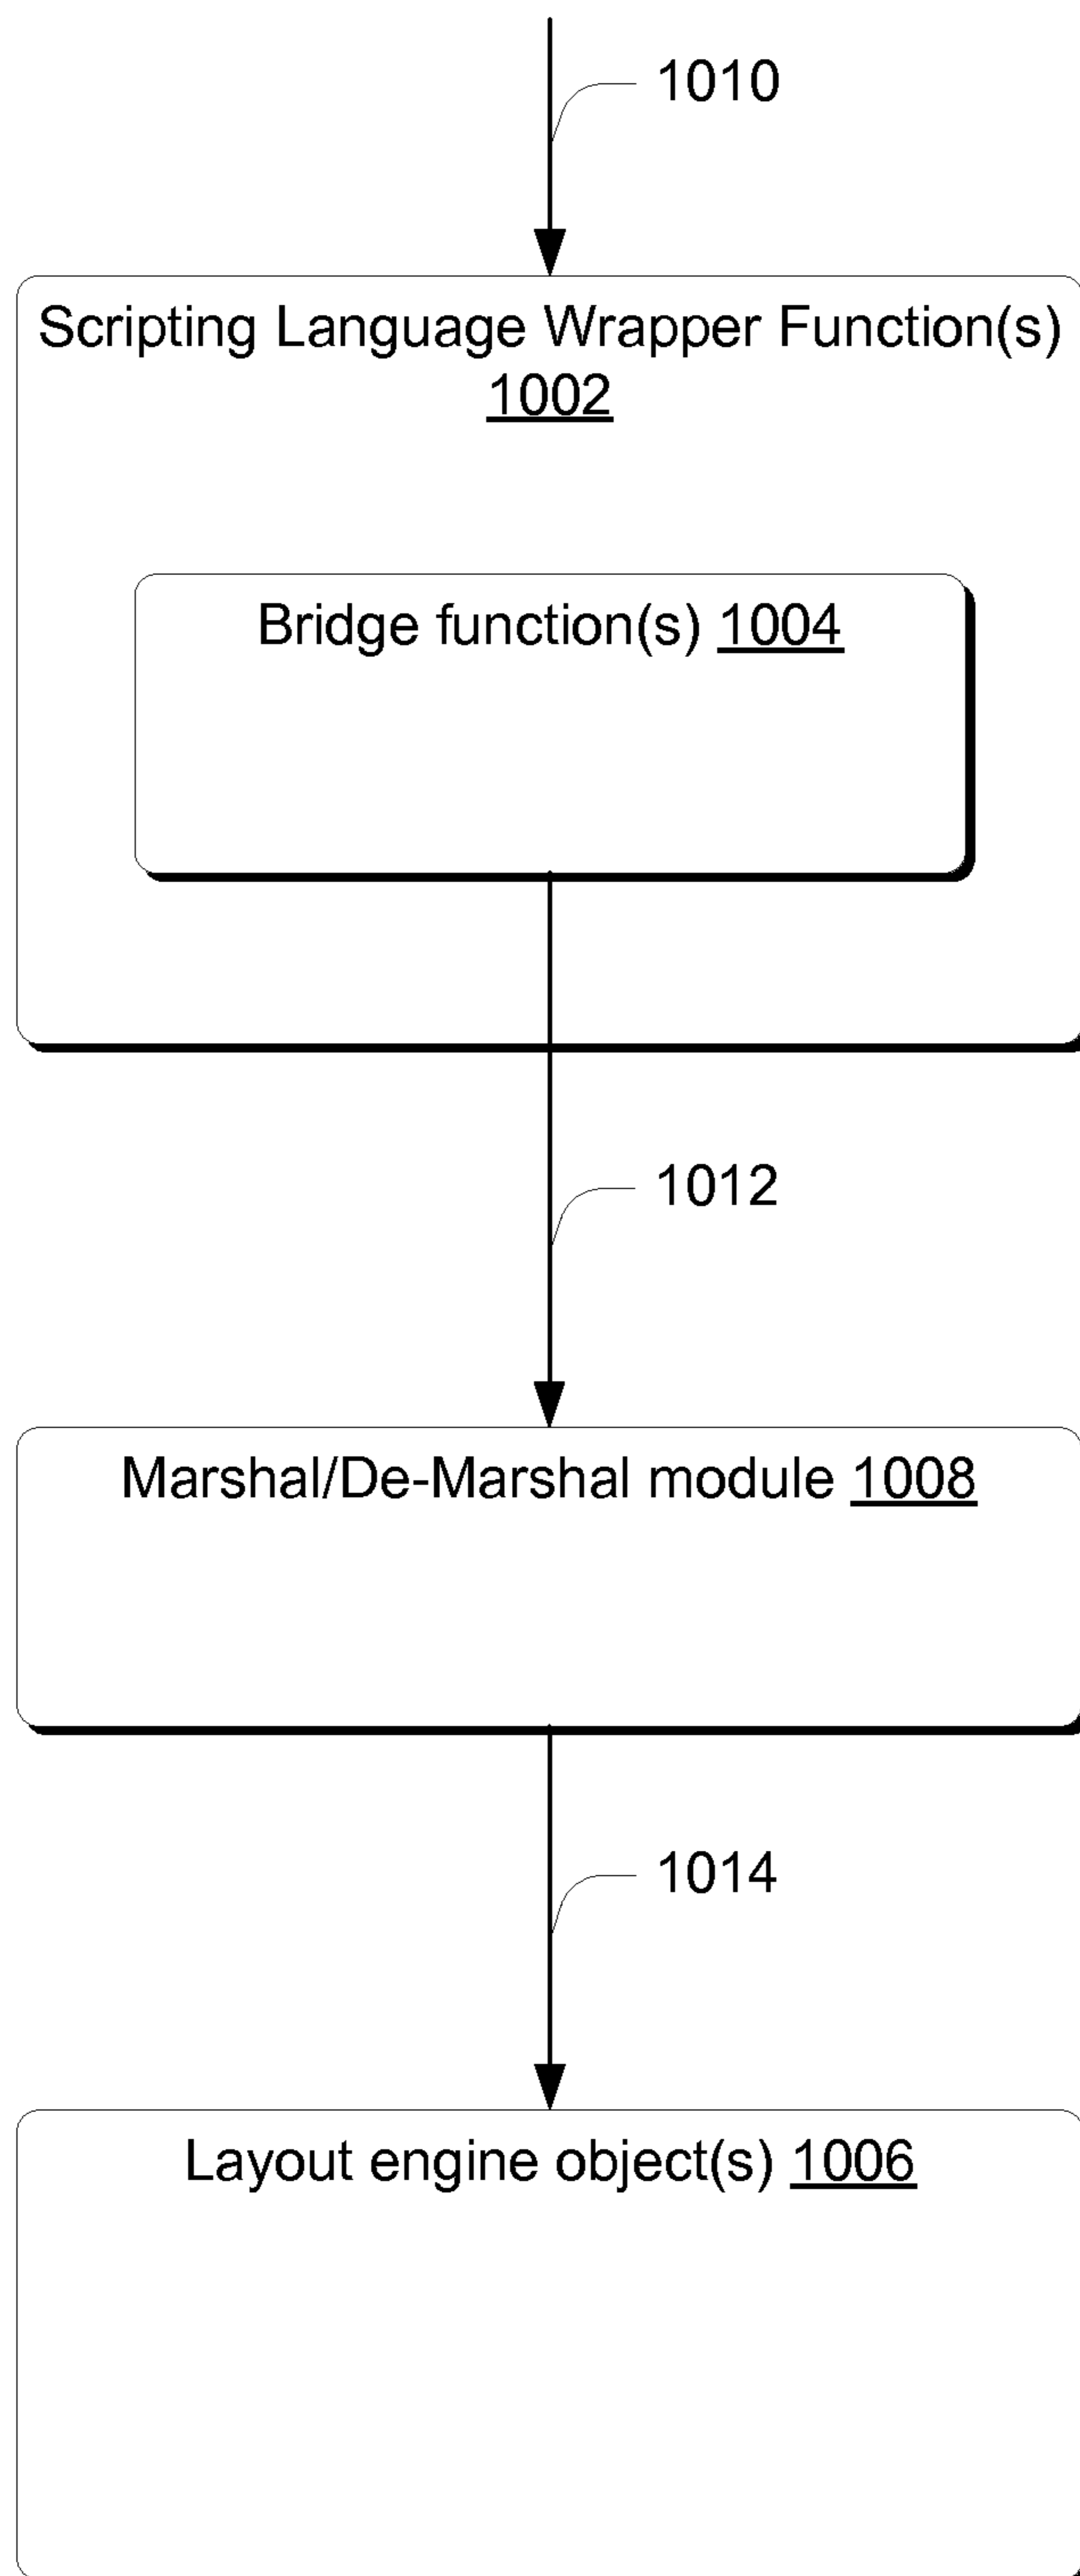 1010
Scripting Language Wrapper Function(s)
1002
Bridge function(s) 1004
1012
Marshal/De-Marshal module 1008
1014
Layout engine object(s) 1006